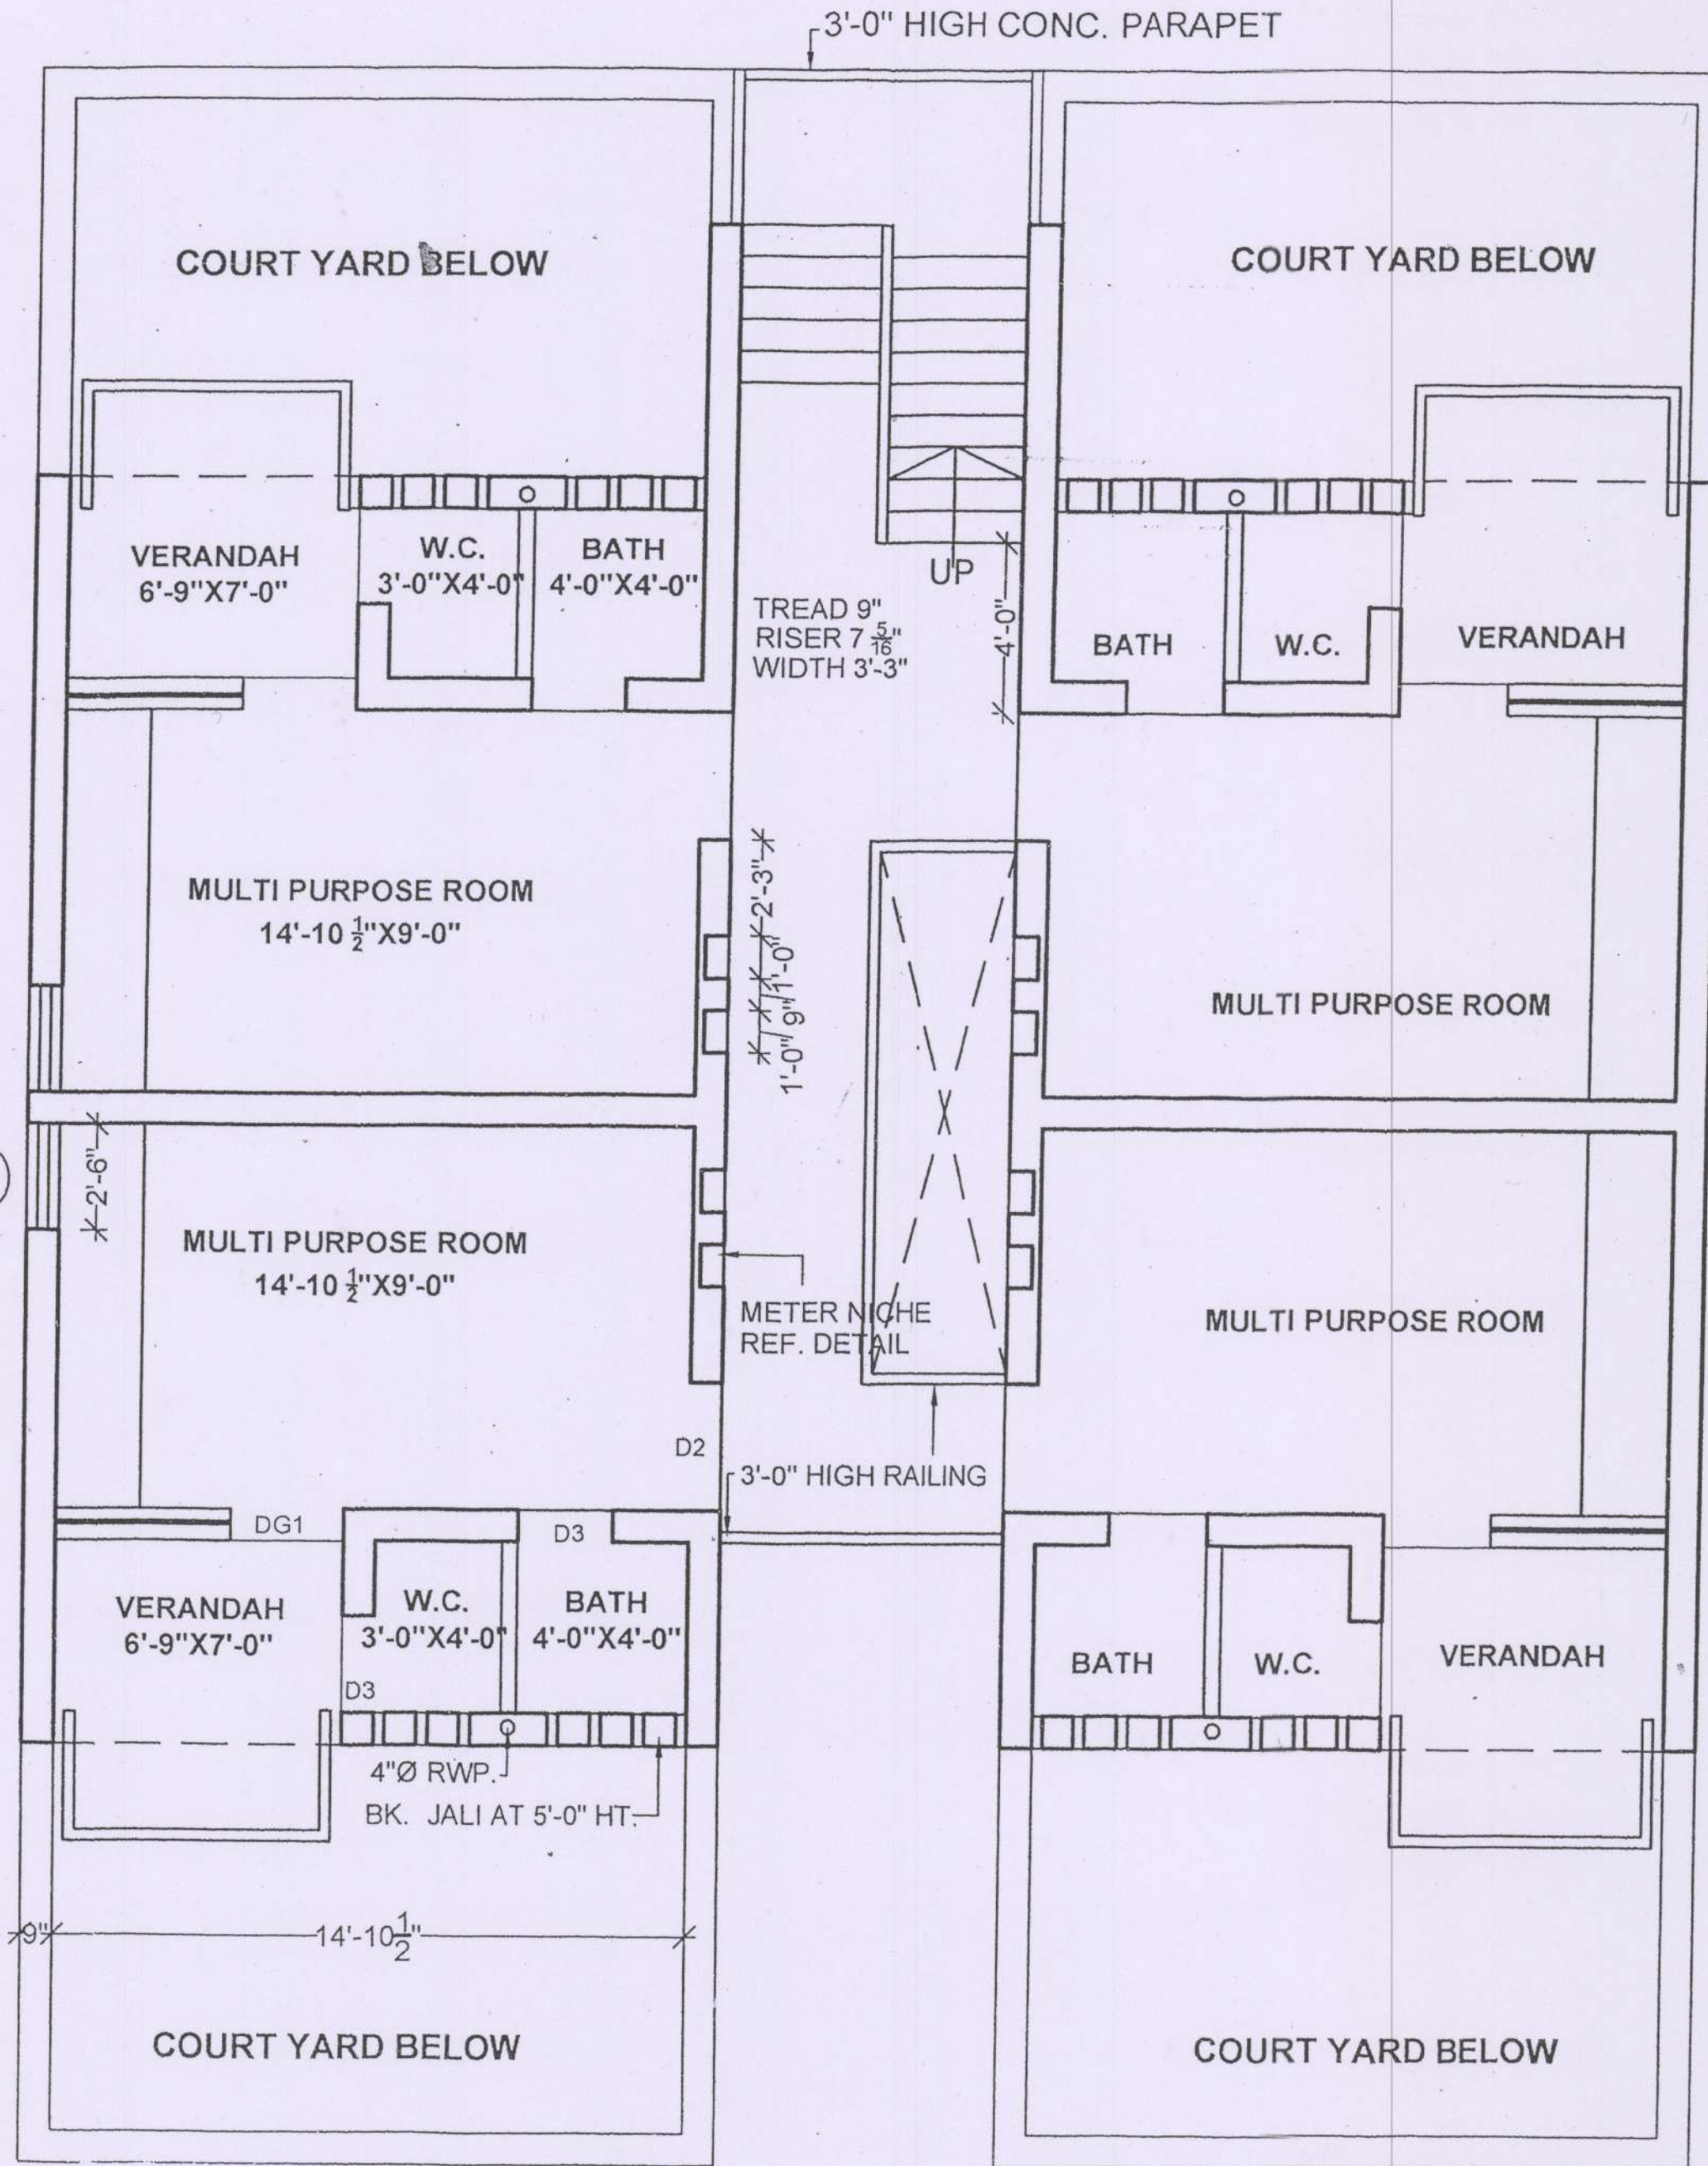 3'-0" HIGH CONC. PARAPET
COURT YARD BELOW
COURT YARD BELOW
VERANDAH
6'-9"X7'-0"
W.C.
3'-0"X4'-0"
BATH
4'-0"X4'-0"
UP
TREAD 9"
RISER 7 5/16"
WIDTH 3'-3"
4'-0"
BATH
W.C.
VERANDAH
MULTI PURPOSE ROOM
14'-10 1/2"X9'-0"
2'-3"
1'-0"
9"
1'-0"
MULTI PURPOSE ROOM
2'-6"
MULTI PURPOSE ROOM
14'-10 1/2"X9'-0"
METER NICHE
REF. DETAIL
MULTI PURPOSE ROOM
D2
3'-0" HIGH RAILING
DG1
D3
VERANDAH
6'-9"X7'-0"
W.C.
3'-0"X4'-0"
BATH
4'-0"X4'-0"
D3
BATH
W.C.
VERANDAH
4"Ø RWP.
BK. JALI AT 5'-0" HT.
9"
14'-10 1/2"
COURT YARD BELOW
COURT YARD BELOW